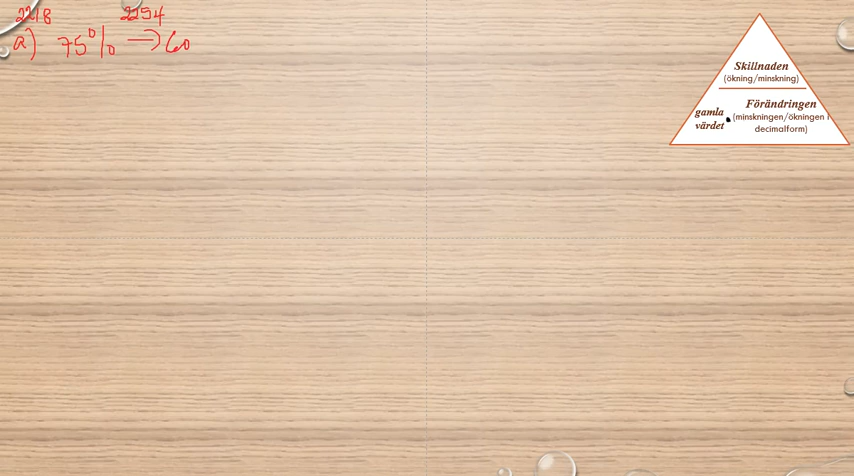 2218 2254
a) 75% → 60
Skillnaden
(ökning/minskning)
gamla
värdet
Förändringen
(minskningen/ökningen i
decimalform)